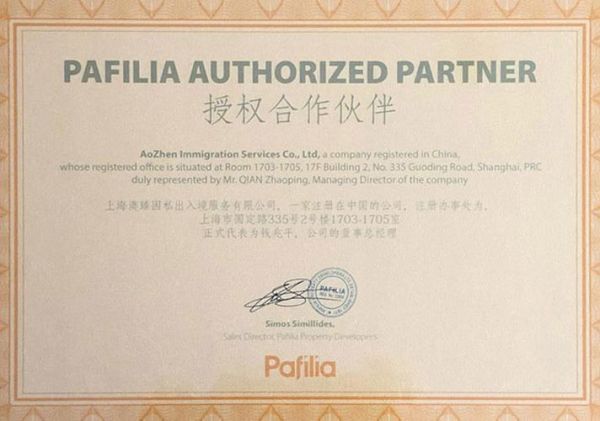 PAFILIA AUTHORIZED PARTNER
授权合作伙伴
AoZhen Immigration Services Co., Ltd, a company registered in China,
whose registered office is situated at Room 1703-1705, 17F Building 2, No. 335 Guoding Road, Shanghai, PRC
duly represented by Mr. QIAN Zhaoping, Managing Director of the company
上海澳臻因私出入境服务有限公司，一家注册在中国的公司，注册办事处为，
上海市国定路335号2号楼1703-1705室
正式代表为钱兆平，公司的董事总经理
PAFILIA
Simos Simillides,
Sales Director, Pafilia Property Developers
Pafilia